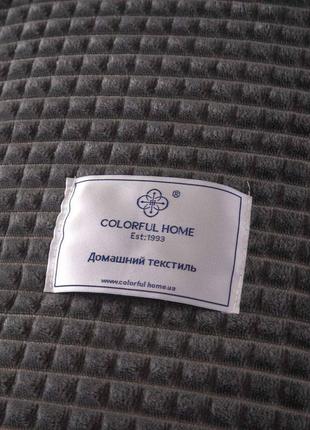 ®
COLORFUL HOME
Est:1993
Домашний текстиль
www.colorful home.ua